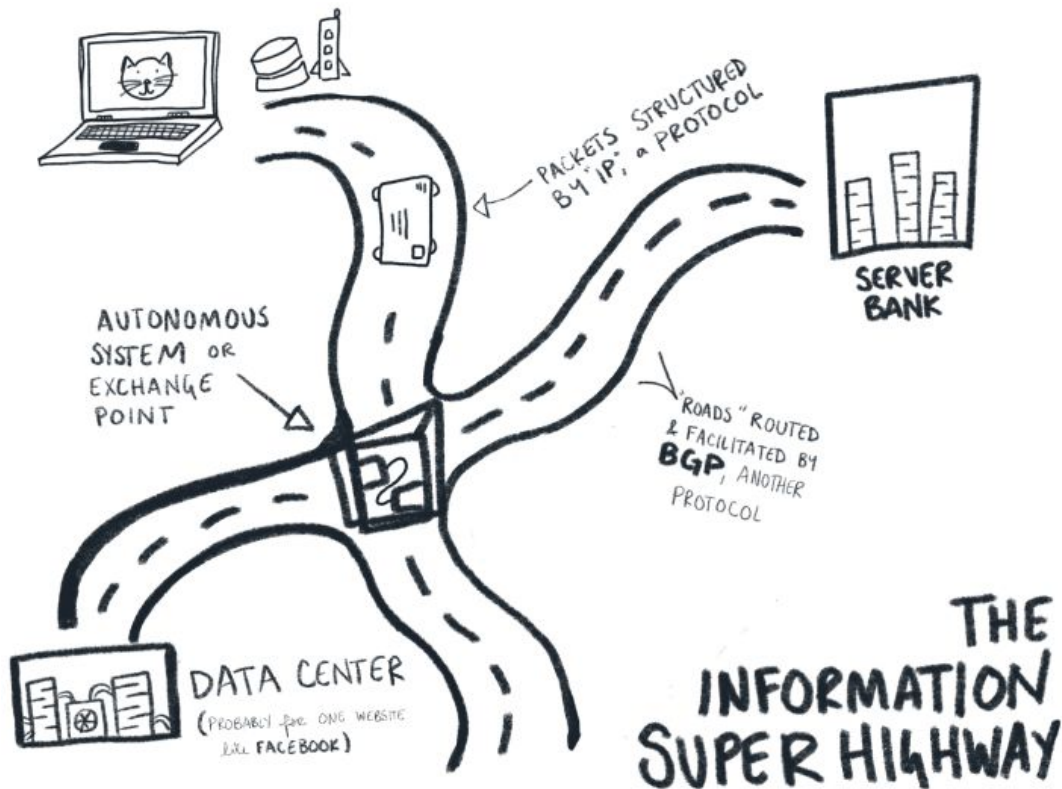 PACKETS STRUCTURED
BY "IP", a PROTOCOL
SERVER
BANK
AUTONOMOUS
SYSTEM OR
EXCHANGE
POINT
"ROADS" ROUTED
& FACILITATED BY
BGP, ANOTHER
PROTOCOL
DATA CENTER
(PROBABLY for ONE WEBSITE
like FACEBOOK)
THE
INFORMATION
SUPER HIGHWAY